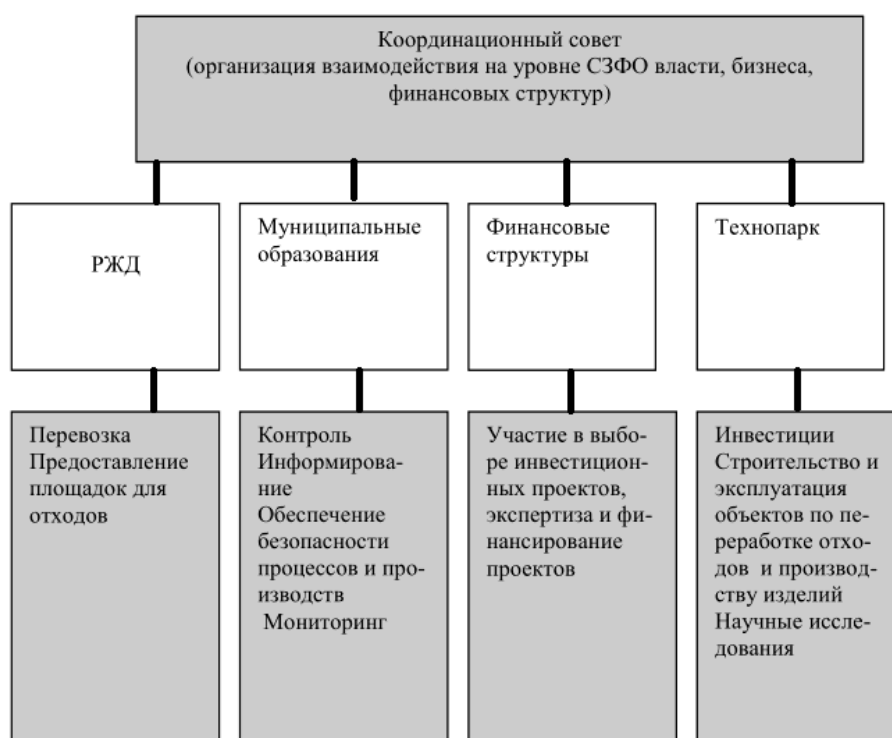 Координационный совет
(организация взаимодействия на уровне СЗФО власти, бизнеса,
финансовых структур)
РЖД
Муниципальные
образования
Финансовые
структуры
Технопарк
Перевозка
Предоставление
площадок для
отходов
Контроль
Информирова-
ние
Обеспечение
безопасности
процессов и про-
изводств
Мониторинг
Участие в выбо-
ре инвестицион-
ных проектов,
экспертиза и фи-
нансирование
проектов
Инвестиции
Строительство и
эксплуатация
объектов по пе-
реработке отхо-
дов и производ-
ству изделий
Научные иссле-
дования